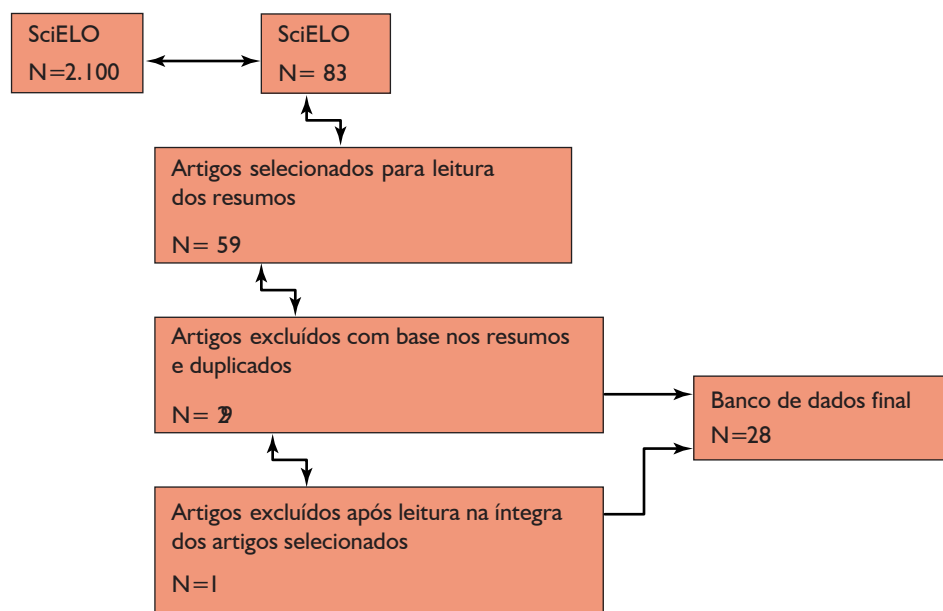 SciELO
N=2.100
SciELO
N= 83
Artigos selecionados para leitura
dos resumos
N= 59
Artigos excluídos com base nos resumos
e duplicados
N=
Banco de dados final
N=28
Artigos excluídos após leitura na íntegra
dos artigos selecionados
N=1